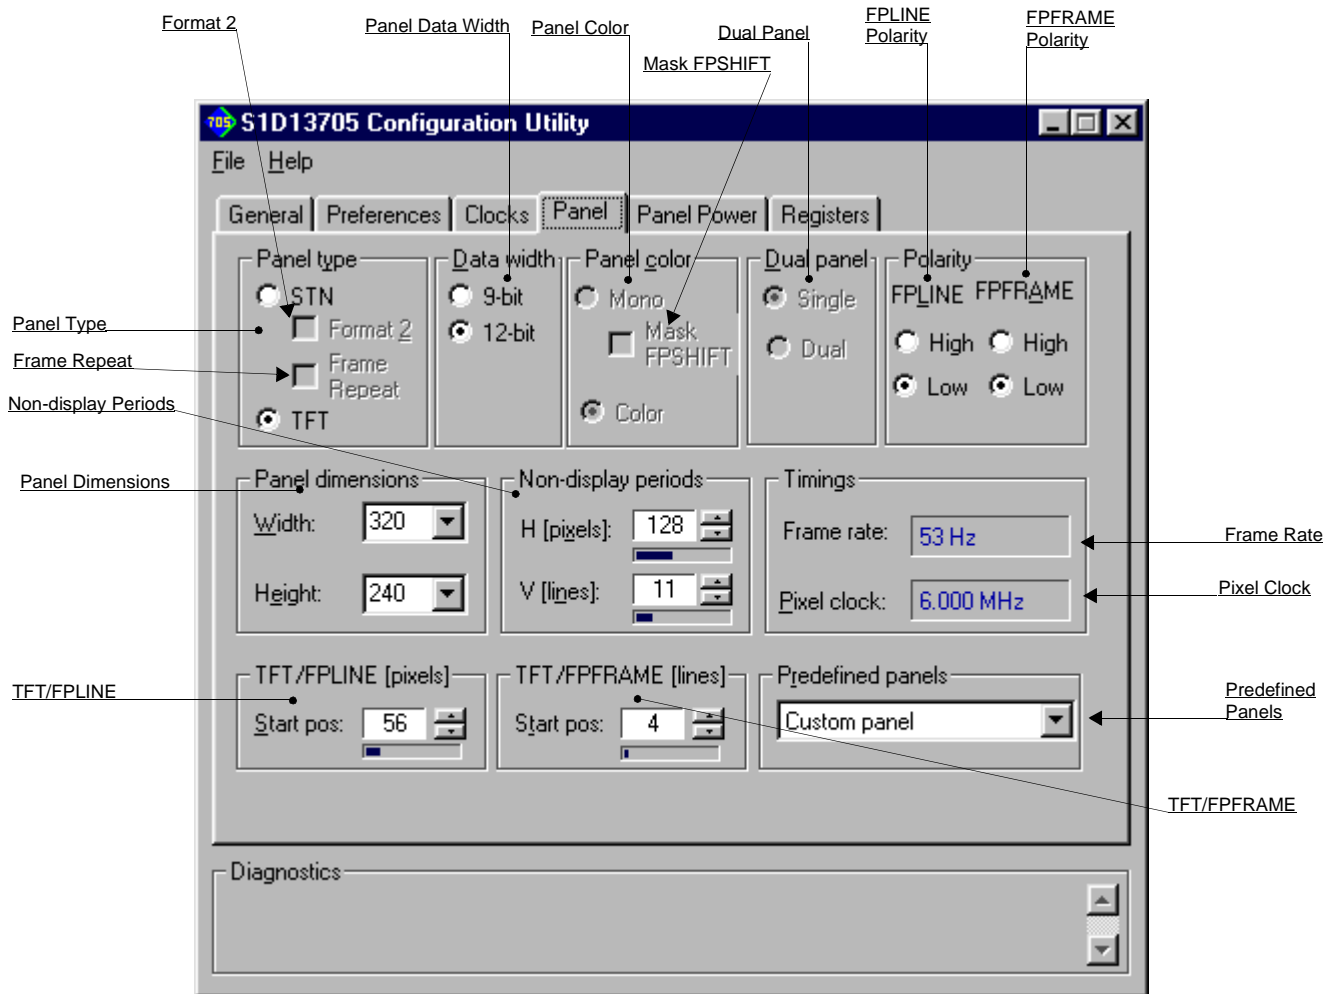 Format 2
Panel Data Width
Panel Color
Dual Panel
FPLINE
Polarity
FPFRAME
Polarity
Mask FPSHIFT
705 S1D13705 Configuration Utility
File Help
General Preferences Clocks Panel Panel Power Registers
Panel type
STN
Format 2
Frame
Repeat
TFT
Data width
9-bit
12-bit
Panel color
Mono
Mask
FPSHIFT
Color
Dual panel
Single
Dual
Polarity
FPLINE FPFRAME
High High
Low Low
Panel Type
Frame Repeat
Non-display Periods
Panel Dimensions
Panel dimensions
Width: 320
Height: 240
Non-display periods
H [pixels]: 128
V [lines]: 11
Timings
Frame rate: 53 Hz
Pixel clock: 6.000 MHz
Frame Rate
Pixel Clock
TFT/FPLINE
TFT/FPLINE [pixels]
Start pos: 56
TFT/FPFRAME [lines]
Start pos: 4
Predefined panels
Custom panel
Predefined
Panels
TFT/FPFRAME
Diagnostics